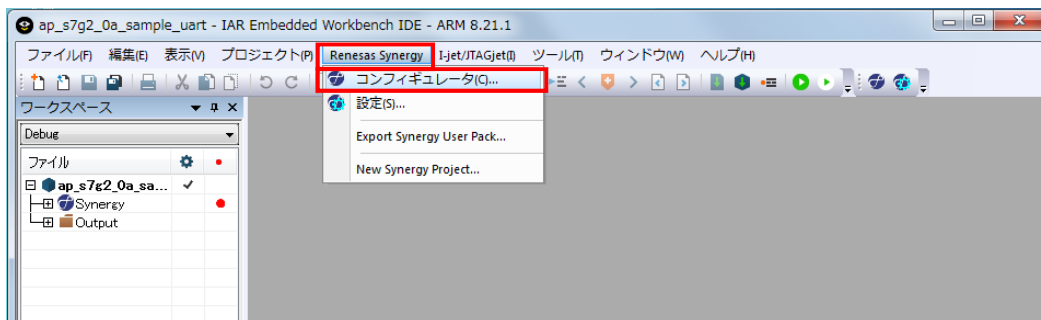 ap_s7g2_0a_sample_uart - IAR Embedded Workbench IDE - ARM 8.21.1
ファイル(F) 編集(E) 表示(V) プロジェクト(P) Renesas Synergy I-jet/JTAGjet(I) ツール(T) ウィンドウ(W) ヘルプ(H)
コンフィギュレータ(C)...
ワークスペース
設定(S)...
Debug
Export Synergy User Pack...
ファイル
New Synergy Project...
ap_s7g2_0a_sa...
Synergy
Output